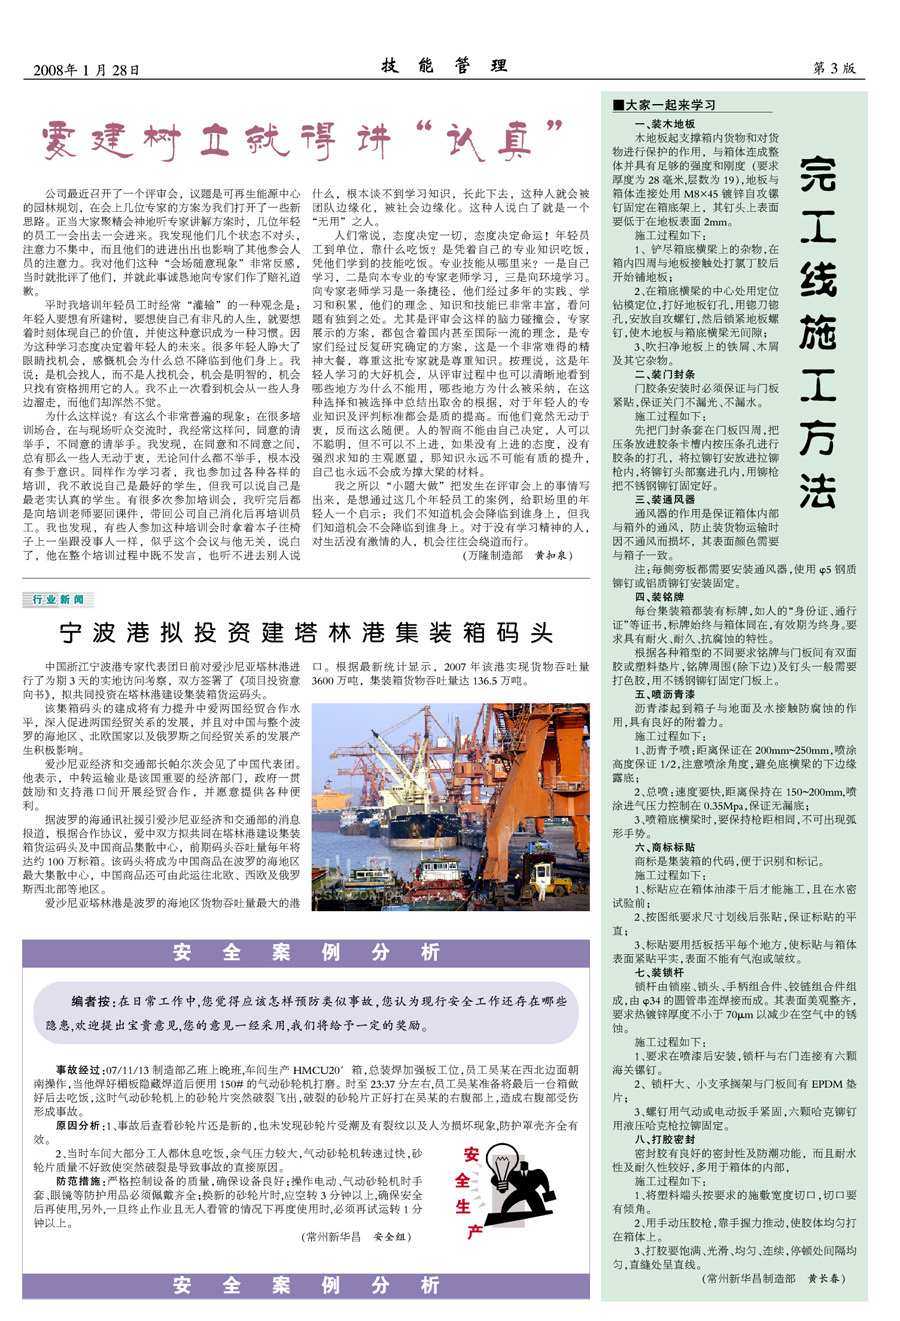 2008年 1 月 28日
技 能 管 理
第 3 版
要建树立就得讲“认真”
公司最近召开了一个评审会，议题是可再生能源中心
的园林规划，在会上几位专家的方案为我们打开了一些新
思路。正当大家聚精会神地听专家讲解方案时，几位年轻
的员工一会出去一会进来。我发现他们几个状态不对头，
注意力不集中，而且他们的进进出出也影响了其他参会人
员的注意力。我对他们这种“会场随意现象”非常反感，
当时就批评了他们，并就此事诚恳地向专家们作了赔礼道
歉。
平时我培训年轻员工时经常“灌输”的一种观念是：
年轻人要想有所建树，要想使自己有非凡的人生，就要想
着时刻体现自己的价值，并使这种意识成为一种习惯。因
为这种学习态度决定着年轻人的未来。很多年轻人睁大了
眼睛找机会，感慨机会为什么总不降临到他们身上。我
说：是机会找人，而不是人找机会，机会是明智的，机会
只找有资格拥用它的人。我不止一次看到机会从一些人身
边溜走，而他们却浑然不觉。
为什么这样说？有这么个非常普遍的现象：在很多培
训场合，在与现场听众交流时，我经常这样问，同意的请
举手，不同意的请举手。我发现，在同意和不同意之间，
总有那么一些人无动于衷，无论问什么都不举手，根本没
有参于意识。同样作为学习者，我也参加过各种各样的
培训，我不敢说自己是最好的学生，但我可以说自己是
最老实认真的学生。有很多次参加培训会，我听完后都
是向培训老师要回课件，带回公司自己消化后再培训员
工。我也发现，有些人参加这种培训会时拿着本子往椅
子上一坐跟没事人一样，似乎这个会议与他无关，说白
了，他在整个培训过程中既不发言，也听不进去别人说
什么，根本谈不到学习知识，长此下去，这种人就会被
团队边缘化，被社会边缘化。这种人说白了就是一个
“无用”之人。
人们常说，态度决定一切，态度决定命运！年轻员
工到单位，靠什么吃饭？是凭着自己的专业知识吃饭，
凭他们学到的技能吃饭。专业技能从哪里来？一是自己
学习，二是向本专业的专家老师学习，三是向环境学习。
向专家老师学习是一条捷径，他们经过多年的实践、学
习和积累，他们的理念、知识和技能已非常丰富，看问
题有独到之处。尤其是评审会这样的脑力碰撞会，专家
展示的方案，都包含着国内甚至国际一流的理念，是专
家们经过反复研究确定的方案，这是一个非常难得的精
神大餐，尊重这批专家就是尊重知识。按理说，这是年
轻人学习的大好机会，从评审过程中也可以清晰地看到
哪些地方为什么不能用，哪些地方为什么被采纳，在这
种选择和被选择中总结出取舍的根据，对于年轻人的专
业知识及评判标准都会是质的提高。而他们竟然无动于
衷，反而这么随便。人的智商不能由自己决定，人可以
不聪明，但不可以不上进，如果没有上进的态度，没有
强烈求知的主观愿望，那知识永远不可能有质的提升，
自己也永远不会成为撑大梁的材料。
我之所以“小题大做”把发生在评审会上的事情写
出来，是想通过这几个年轻员工的案例，给职场里的年
轻人一个启示：我们不知道机会会降临到谁身上，但我
们知道机会不会降临到谁身上。对于没有学习精神的人，
对生活没有激情的人，机会往往会绕道而行。
（万隆制造部 黄扣泉）
行业新闻
宁波港拟投资建塔林港集装箱码头
中国浙江宁波港专家代表团日前对爱沙尼亚塔林港进
行了为期 3 天的实地访问考察，双方签署了《项目投资意
向书》，拟共同投资在塔林港建设集装箱货运码头。
该集箱码头的建成将有力提升中爱两国经贸合作水
平，深入促进两国经贸关系的发展，并且对中国与整个波
罗的海地区、北欧国家以及俄罗斯之间经贸关系的发展产
生积极影响。
爱沙尼亚经济和交通部长帕尔茨会见了中国代表团。
他表示，中转运输业是该国重要的经济部门，政府一贯
鼓励和支持港口间开展经贸合作，并愿意提供各种便
利。
据波罗的海通讯社援引爱沙尼亚经济和交通部的消息
报道，根据合作协议，爱中双方拟共同在塔林港建设集装
箱货运码头及中国商品集散中心，前期码头吞吐量每年将
达约 100 万标箱。该码头将成为中国商品在波罗的海地区
最大集散中心，中国商品还可由此运往北欧、西欧及俄罗
斯西北部等地区。
爱沙尼亚塔林港是波罗的海地区货物吞吐量最大的港
口。根据最新统计显示，2007 年该港实现货物吞吐量
3600 万吨，集装箱货物吞吐量达 136.5 万吨。
安 全 案 例 分 析
编者按：在日常工作中，您觉得应该怎样预防类似事故，您认为现行安全工作还存在哪些
隐患，欢迎提出宝贵意见，您的意见一经采用，我们将给予一定的奖励。
事故经过：07/11/13 制造部乙班上晚班，车间生产 HMCU20′箱，总装焊加强板工位，员工吴某在西北边面朝
南操作，当他焊好楣板隐藏焊道后便用 150# 的气动砂轮机打磨。时至 23:37 分左右，员工吴某准备将最后一台箱做
好后去吃饭，这时气动砂轮机上的砂轮片突然破裂飞出，破裂的砂轮片正好打在吴某的右腹部上，造成右腹部受伤
形成事故。
原因分析：1、事故后查看砂轮片还是新的，也未发现砂轮片受潮及有裂纹以及人为损坏现象，防护罩壳齐全有
效。
2、当时车间大部分工人都休息吃饭，余气压力较大，气动砂轮机转速过快，砂
轮片质量不好致使突然破裂是导致事故的直接原因。
防范措施：严格控制设备的质量，确保设备良好；操作电动、气动砂轮机时手
套、眼镜等防护用品必须佩戴齐全；换新的砂轮片时，应空转 3 分钟以上，确保安全
后再使用，另外，一旦终止作业且无人看管的情况下再度使用时，必须再试运转 1 分
钟以上。
（常州新华昌 安全组）
安
全
生
产
安 全 案 例 分 析
■大家一起来学习
完工线施工方法
一、装木地板
木地板起支撑箱内货物和对货
物进行保护的作用，与箱体连成整
体并具有足够的强度和刚度（要求
厚度为 28 毫米，层数为 19），地板与
箱体连接处用 M8×45 镀锌自攻镙
钉固定在箱底架上，其钉头上表面
要低于在地板表面 2mm。
施工过程如下：
1、铲尽箱底横梁上的杂物，在
箱内四周与地板接触处打氯丁胶后
开始铺地板；
2、在箱底横梁的中心处用定位
钻模定位，打好地板钉孔，用锪刀锪
孔，安放自攻镙钉，然后锁紧地板镙
钉，使木地板与箱底横梁无间隙；
3、吹扫净地板上的铁屑、木屑
及其它杂物。
二、装门封条
门胶条安装时必须保证与门板
紧贴，保证关门不漏光、不漏水。
施工过程如下：
先把门封条套在门板四周，把
压条放进胶条卡槽内按压条孔进行
胶条的打孔，将拉铆钉安放进拉铆
枪内，将铆钉头部塞进孔内，用铆枪
把不锈钢铆钉固定好。
三、装通风器
通风器的作用是保证箱体内部
与箱外的通风，防止装货物运输时
因不通风而损坏，其表面颜色需要
与箱子一致。
注：每侧旁板都需要安装通风器，使用 φ5 钢质
铆钉或铝质铆钉安装固定。
四、装铭牌
每台集装箱都装有标牌，如人的“身份证、通行
证”等证书，标牌始终与箱体同在，有效期为终身。要
求具有耐火、耐久、抗腐蚀的特性。
根据各种箱型的不同要求铭牌与门板间有双面
胶或塑料垫片，铭牌周围（除下边）及钉头一般需要
打色胶，用不锈钢铆钉固定门板上。
五、喷沥青漆
沥青漆起到箱子与地面及水接触防腐蚀的作
用，具有良好的附着力。
施工过程如下：
1、沥青予喷：距离保证在 200mm~250mm，喷涂
高度保证 1/2，注意喷涂角度，避免底横梁的下边缘
露底；
2、总喷：速度要快，距离保持在 150~200mm，喷
涂进气压力控制在 0.35Mpa，保证无漏底；
3、喷箱底横梁时，要保持枪距相同，不可出现弧
形手势。
六、商标标贴
商标是集装箱的代码，便于识别和标记。
施工过程如下：
1、标贴应在箱体油漆干后才能施工，且在水密
试验前；
2、按图纸要求尺寸划线后张贴，保证标贴的平
直；
3、标贴要用括板括平每个地方，使标贴与箱体
表面紧贴平实，表面不能有气泡或皱纹。
七、装锁杆
锁杆由锁座、锁头、手柄组合件、铰链组合件组
成，由 φ34 的圆管串连焊接而成。其表面美观整齐，
要求热镀锌厚度不小于 70μm 以减少在空气中的锈
蚀。
施工过程如下：
1、要求在喷漆后安装，锁杆与右门连接有六颗
海关镙钉。
2、锁杆大、小支承搁架与门板间有 EPDM 垫
片；
3、镙钉用气动或电动扳手紧固，六颗哈克铆钉
用液压哈克枪拉铆固定。
八、打胶密封
密封胶有良好的密封性及防潮功能，而且耐水
性及耐久性较好，多用于箱体的内部，
施工过程如下：
1、将塑料端头按要求的施敷宽度切口，切口要
有倾角。
2、用手动压胶枪，靠手握力推动，使胶体均匀打
在箱体上。
3、打胶要饱满、光滑、均匀、连续，停顿处间隔均
匀，直缝处呈直线。
（常州新华昌制造部 黄长春）